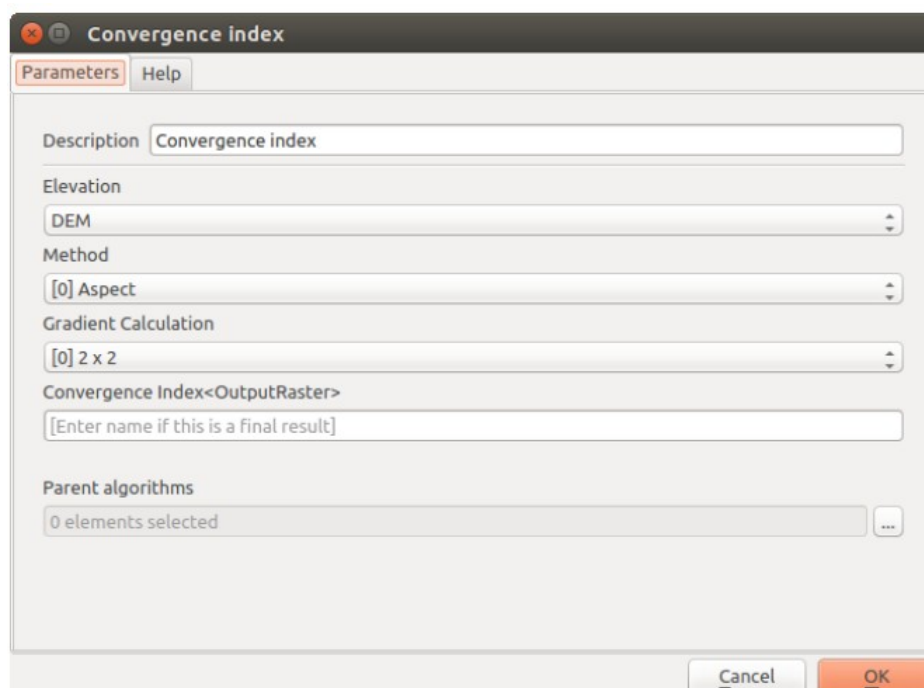 Convergence index
Parameters Help
Description Convergence index
Elevation
DEM
Method
[0] Aspect
Gradient Calculation
[0] 2 x 2
Convergence Index<OutputRaster>
[Enter name if this is a final result]
Parent algorithms
0 elements selected ...
Cancel OK